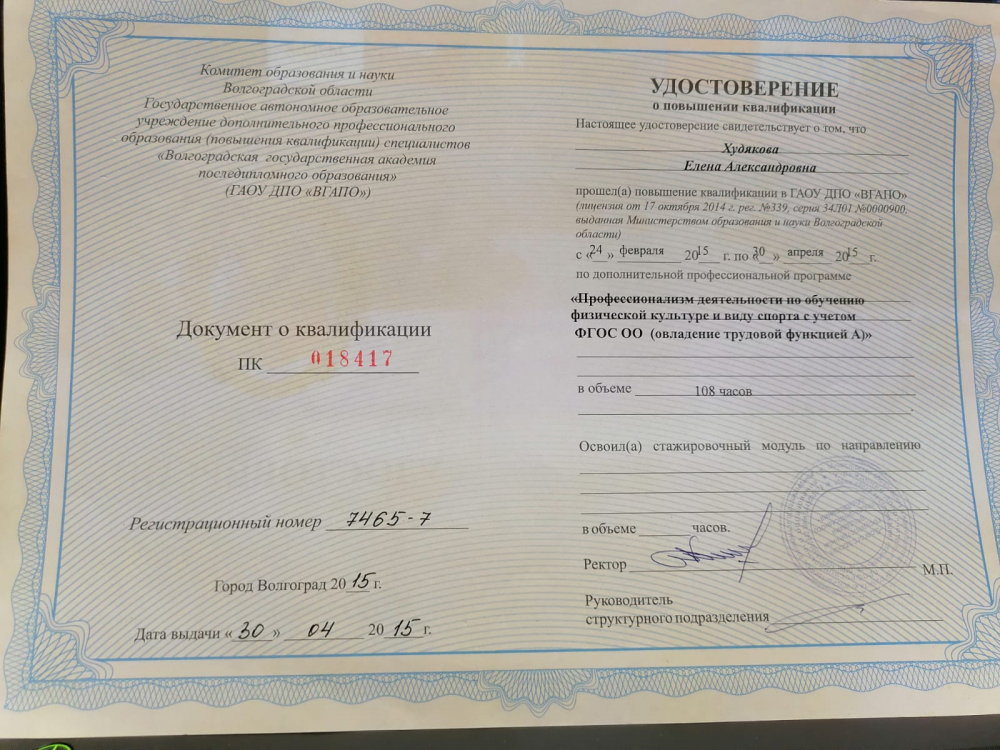 Комитет образования и науки
Волгоградской области
Государственное автономное образовательное
учреждение дополнительного профессионального
образования (повышения квалификации) специалистов
«Волгоградская государственная академия
последипломного образования»
(ГАОУ ДПО «ВГАПО»)
Документ о квалификации
ПК 018417
Регистрационный номер 7465-7
Город Волгоград 2015 г.
Дата выдачи «30» 04 2015 г.
УДОСТОВЕРЕНИЕ
о повышении квалификации
Настоящее удостоверение свидетельствует о том, что
Худякова
Елена Александровна
прошел(а) повышение квалификации в ГАОУ ДПО «ВГАПО»
(лицензия от 17 октября 2014 г. рег. №339, серия 34Л01 №0000900,
выданная Министерством образования и науки Волгоградской
области)
с «24» февраля 2015 г. по «30» апреля 2015 г.
по дополнительной профессиональной программе
«Профессионализм деятельности по обучению
физической культуре и виду спорта с учетом
ФГОС ОО (овладение трудовой функцией А)»
в объеме 108 часов
Освоил(а) стажировочный модуль по направлению
в объеме ______ часов.
Ректор
М.П.
Руководитель
структурного подразделения